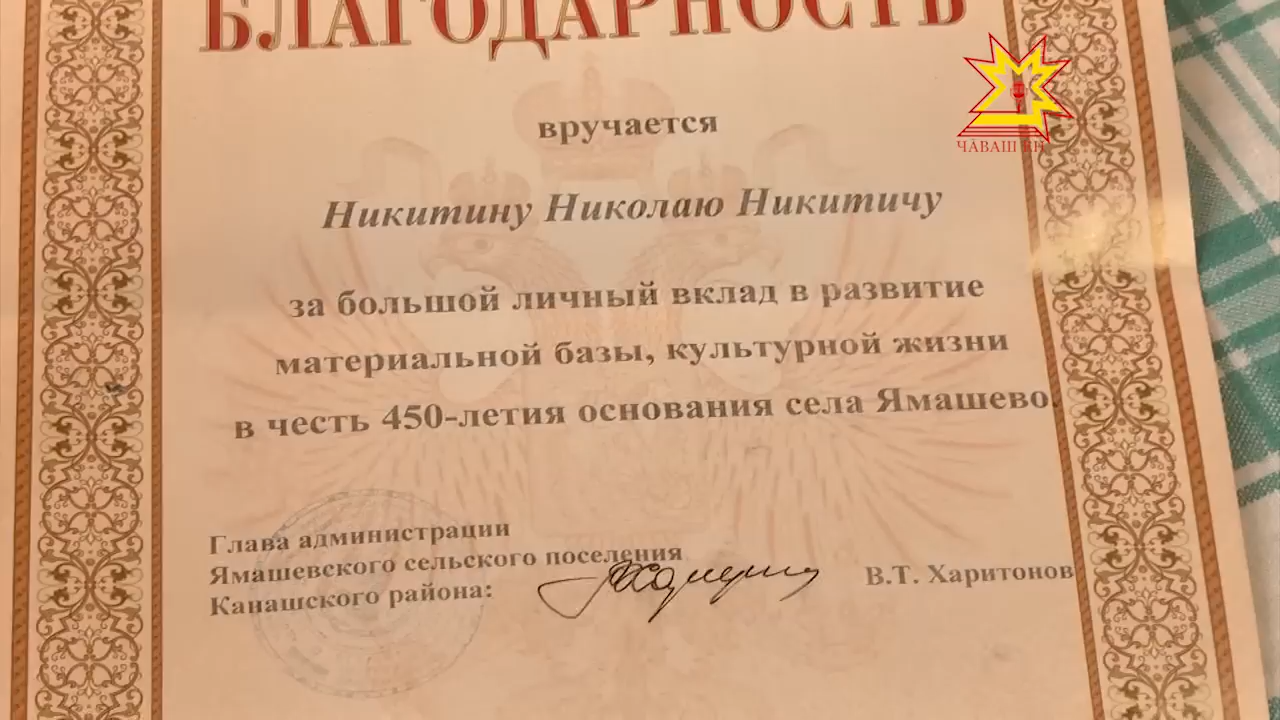 БЛАГОДАРНОСТЬ
ЧӐВАШ ЕН
вручается
Никитину Николаю Никитичу
за большой личный вклад в развитие
материальной базы, культурной жизни
в честь 450-летия основания села Ямашево.
Глава администрации
Ямашевского сельского поселения
Канашского района:
В.Т. Харитонов